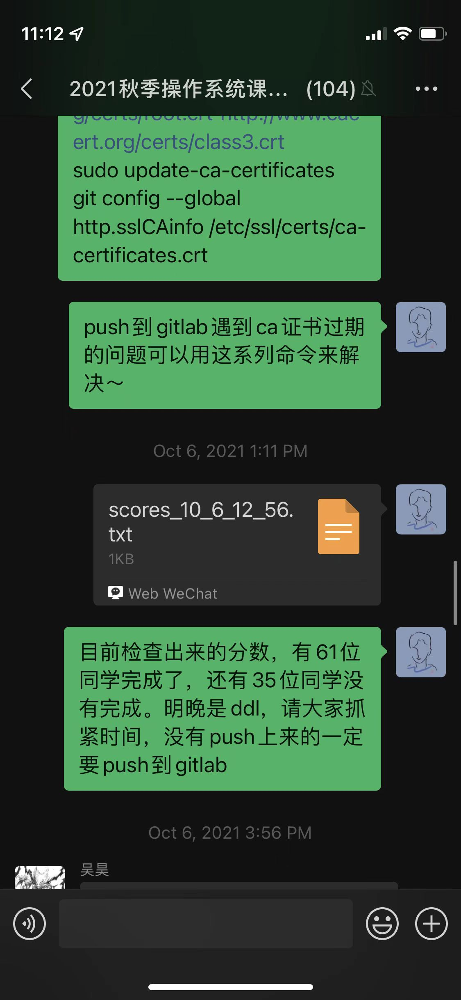 11:12
2021秋季操作系统课... (104)
g/certs/root.crt http://www.cac
ert.org/certs/class3.crt
sudo update-ca-certificates
git config --global
http.sslCAinfo /etc/ssl/certs/ca-
certificates.crt
push到gitlab遇到ca证书过期
的问题可以用这系列命令来解
决～
Oct 6, 2021 1:11 PM
scores_10_6_12_56.
txt
1KB
Web WeChat
目前检查出来的分数，有61位
同学完成了，还有35位同学没
有完成。明晚是ddl，请大家抓
紧时间，没有push上来的一定
要push到gitlab
Oct 6, 2021 3:56 PM
吴昊